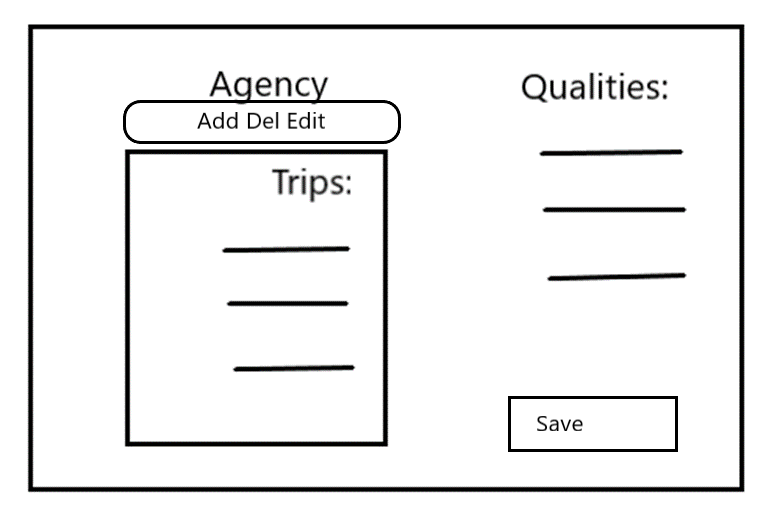 Agency
Add Del Edit
Trips:
Qualities:
Save